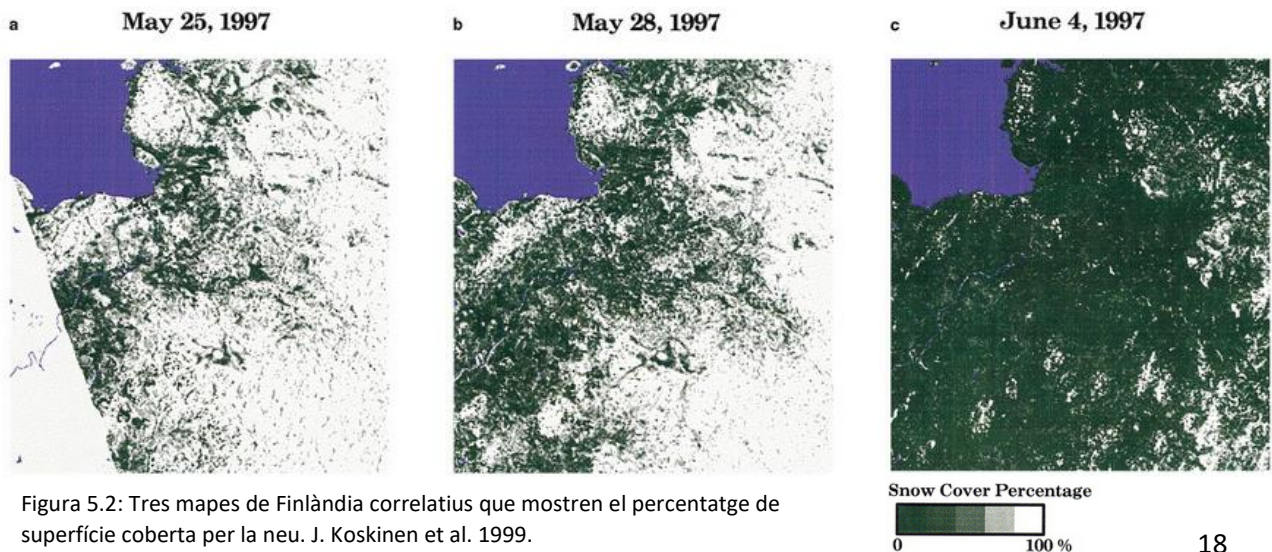 a May 25, 1997
b May 28, 1997
c June 4, 1997
Figura 5.2: Tres mapes de Finlàndia correlatius que mostren el percentatge de
superfície coberta per la neu. J. Koskinen et al. 1999.
Snow Cover Percentage
0 100 %
18